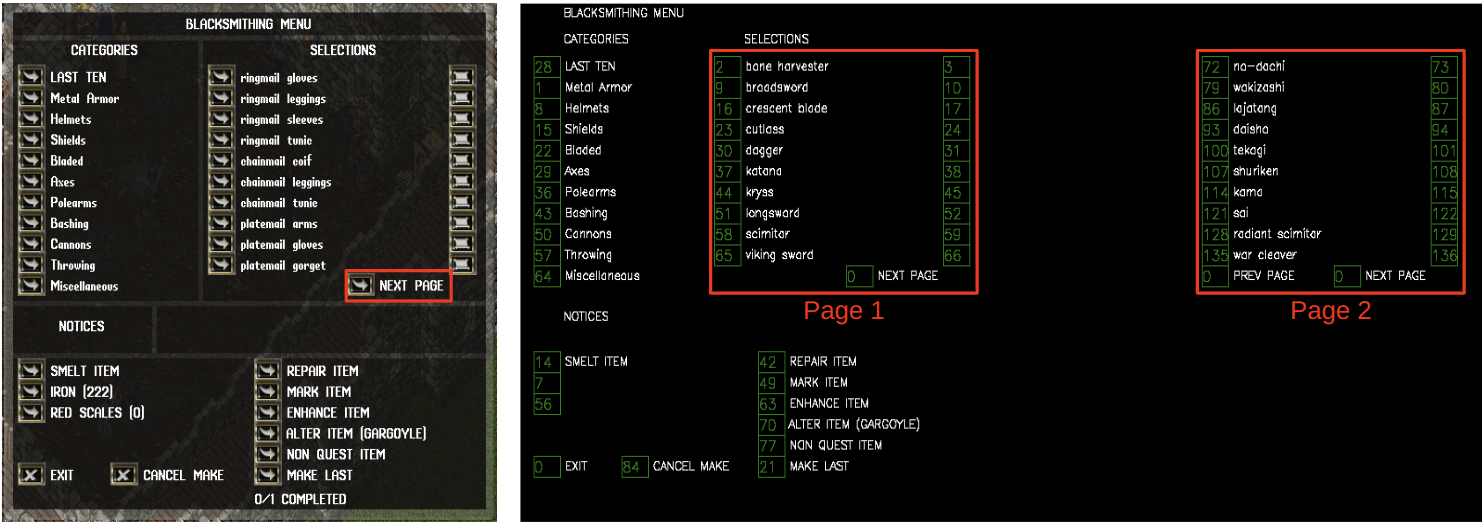 BLACKSMITHING MENU
CATEGORIES SELECTIONS
LAST TEN ringmail gloves
Metal Armor ringmail leggings
Helmets ringmail sleeves
Shields ringmail tunic
Bladed chainmail coif
Axes chainmail leggings
Polearms chainmail tunic
Bashing platemail arms
Cannons platemail gloves
Throwing platemail gorget
Miscellaneous NEXT PAGE
NOTICES
SMELT ITEM REPAIR ITEM
IRON (222) MARK ITEM
RED SCALES (0) ENHANCE ITEM
ALTER ITEM (GARGOYLE)
NON QUEST ITEM
EXIT CANCEL MAKE MAKE LAST
0/1 COMPLETED
BLACKSMITHING MENU
CATEGORIES SELECTIONS
28 LAST TEN 2 bone harvester 3 72 no-dachi 73
1 Metal Armor 9 broadsword 10 79 wakizashi 80
8 Helmets 16 crescent blade 17 86 lajatang 87
15 Shields 23 cutlass 24 93 daisho 94
22 Bladed 30 dagger 31 100 tekagi 101
29 Axes 37 katana 38 107 shuriken 108
36 Polearms 44 kryss 45 114 kama 115
43 Bashing 51 longsword 52 121 sai 122
50 Cannons 58 scimitar 59 128 radiant scimitar 129
57 Throwing 65 viking sword 66 135 war cleaver 136
64 Miscellaneous 0 NEXT PAGE 0 PREV PAGE 0 NEXT PAGE
NOTICES Page 1 Page 2
14 SMELT ITEM 42 REPAIR ITEM
7 49 MARK ITEM
56 63 ENHANCE ITEM
70 ALTER ITEM (GARGOYLE)
77 NON QUEST ITEM
0 EXIT 84 CANCEL MAKE 21 MAKE LAST